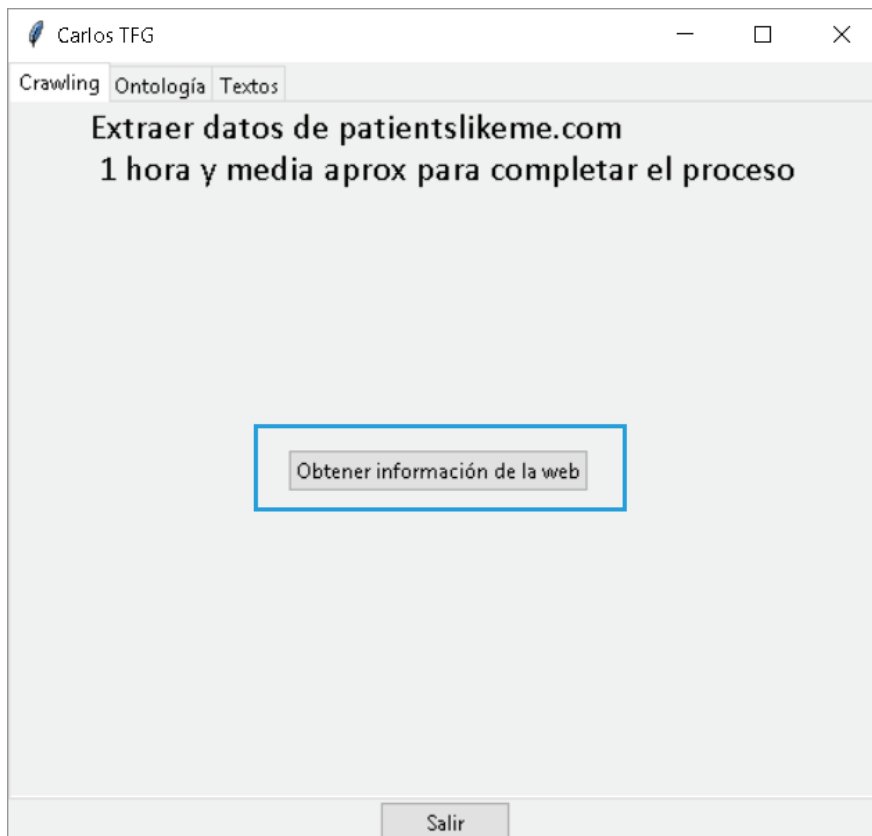 Carlos TFG
Crawling Ontología Textos
Extraer datos de patientslikeme.com
1 hora y media aprox para completar el proceso
Obtener información de la web
Salir